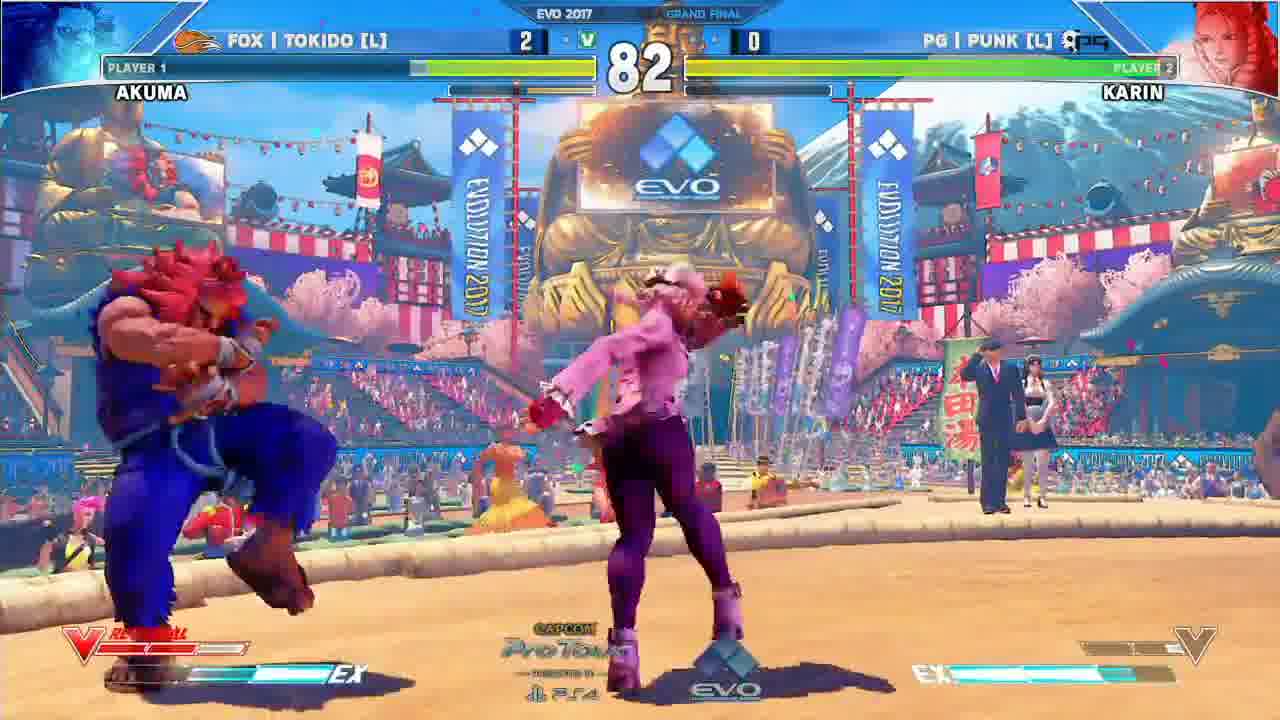 EVO 2017 GRAND FINAL
FOX | TOKIDO [L] 2 V 82 0 PG | PUNK [L]
PLAYER 1 PLAYER 2
AKUMA KARIN
EVO
EVOLUTION 2017
EVOLUTION 2017
CAPCOM
PRO TOUR
PS4
EVO
EX
EX